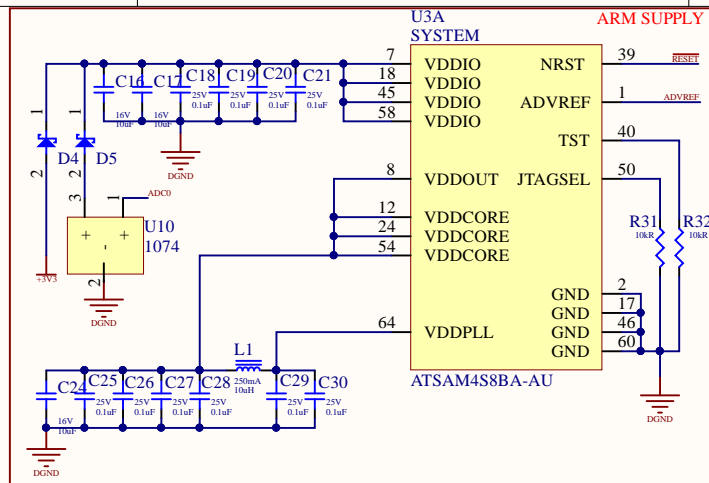 U3A
SYSTEM
ARM SUPPLY
7 VDDIO
18 VDDIO
45 VDDIO
58 VDDIO
8 VDDOUT
12 VDDCORE
24 VDDCORE
54 VDDCORE
64 VDDPLL
NRST 39 RESET
ADVREF 1 ADVREF
TST 40
JTAGSEL 50
GND 2
GND 17
GND 46
GND 60
ATSAM4S8BA-AU
C16 C17 C18 C19 C20 C21
16V 16V 25V 25V 25V 25V
10uF 10uF 0.1uF 0.1uF 0.1uF 0.1uF
DGND
1 1
D4 D5
2 2
3 1 ADC0
U10
1074
+ +
-
2
+3V3
DGND
R31 R32
10kR 10kR
L1
250mA
10uH
C24 C25 C26 C27 C28 C29 C30
16V 25V 25V 25V 25V 25V 25V
10uF 0.1uF 0.1uF 0.1uF 0.1uF 0.1uF 0.1uF
DGND
DGND